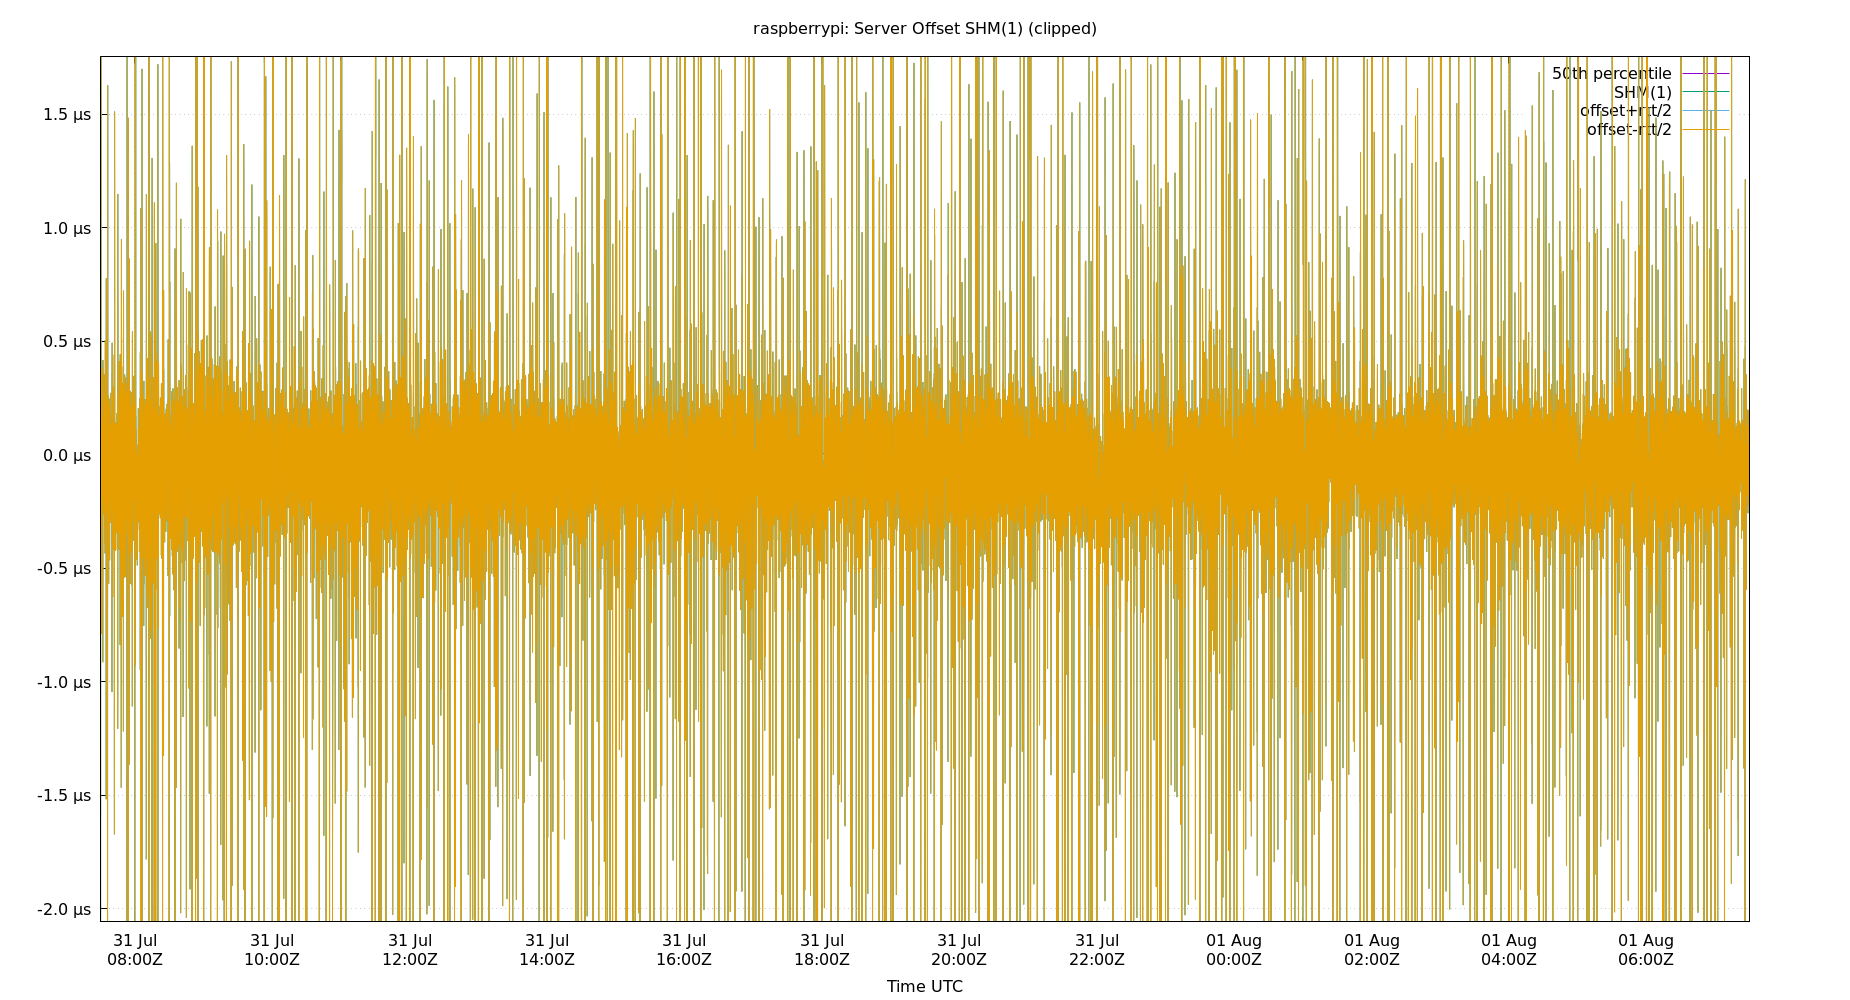 raspberrypi: Server Offset SHM(1) (clipped)
50th percentile
SHM(1)
offset+rtt/2
offset-rtt/2
1.5 µs
1.0 µs
0.5 µs
0.0 µs
-0.5 µs
-1.0 µs
-1.5 µs
-2.0 µs
31 Jul 31 Jul 31 Jul 31 Jul 31 Jul 31 Jul 31 Jul 31 Jul 01 Aug 01 Aug 01 Aug 01 Aug
08:00Z 10:00Z 12:00Z 14:00Z 16:00Z 18:00Z 20:00Z 22:00Z 00:00Z 02:00Z 04:00Z 06:00Z
Time UTC